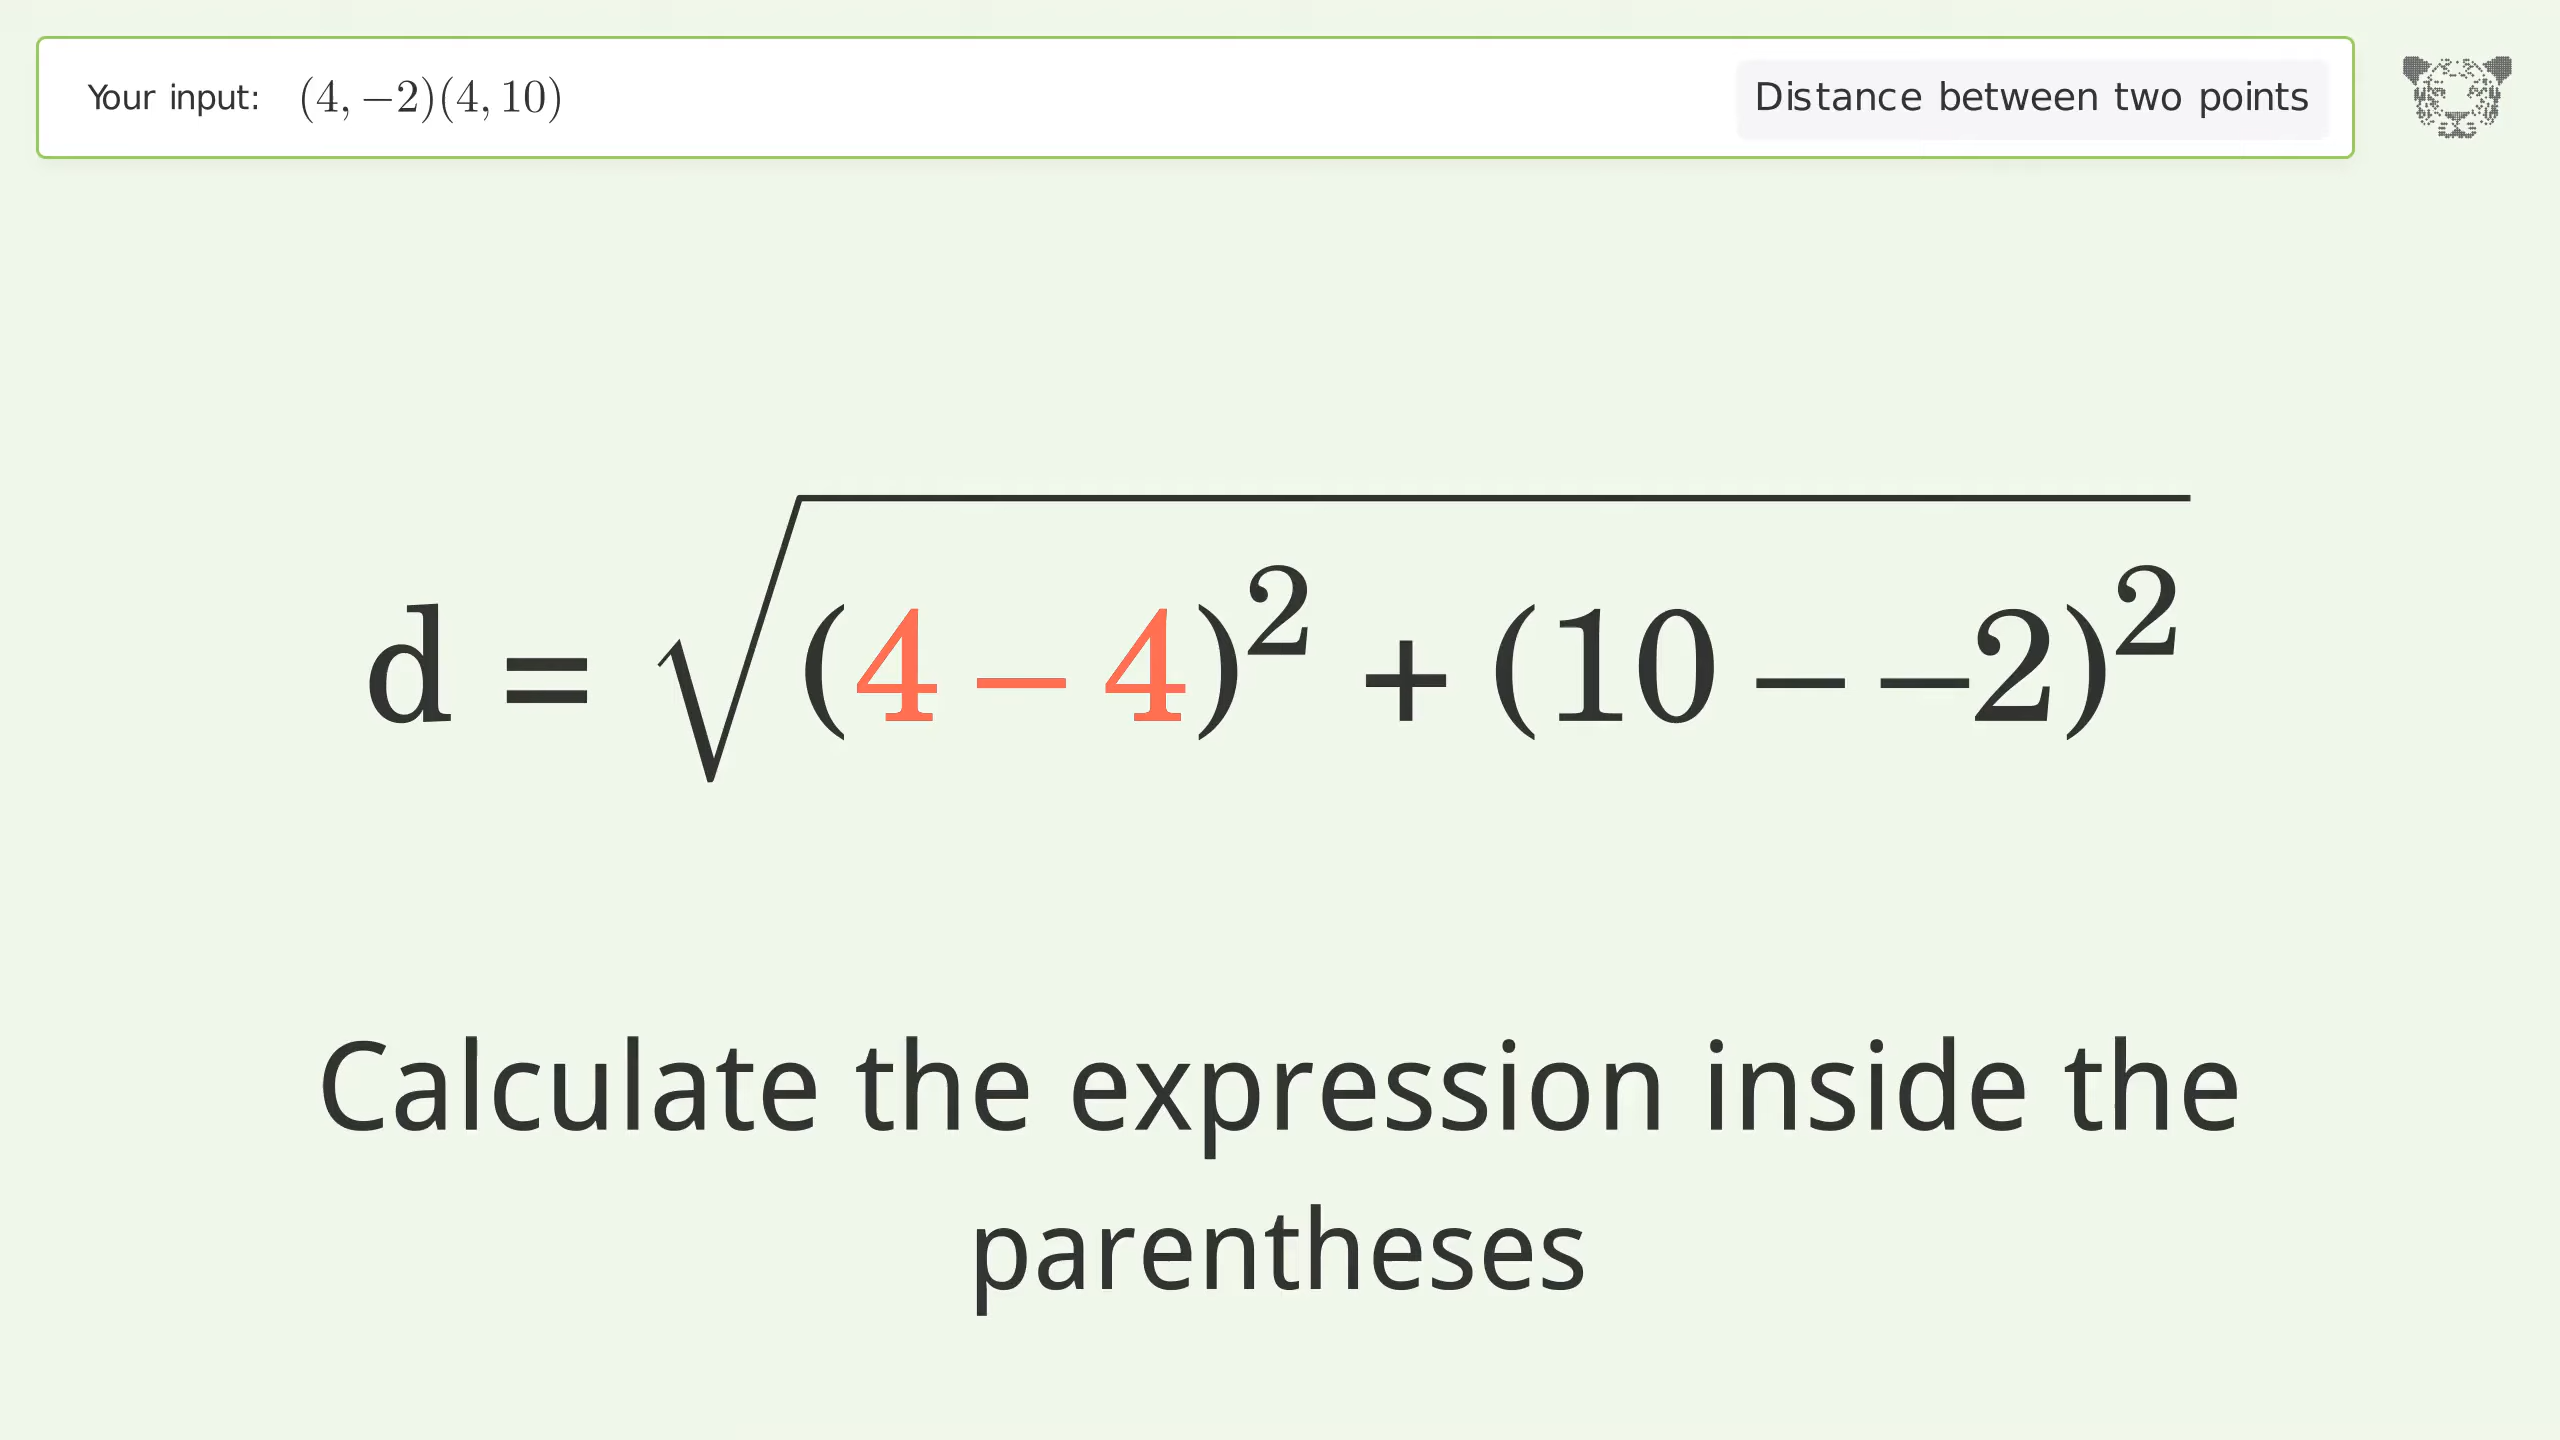 Your input: (4, −2)(4, 10)
Distance between two points
d = √(4 − 4)² + (10 − −2)²
Calculate the expression inside the
parentheses